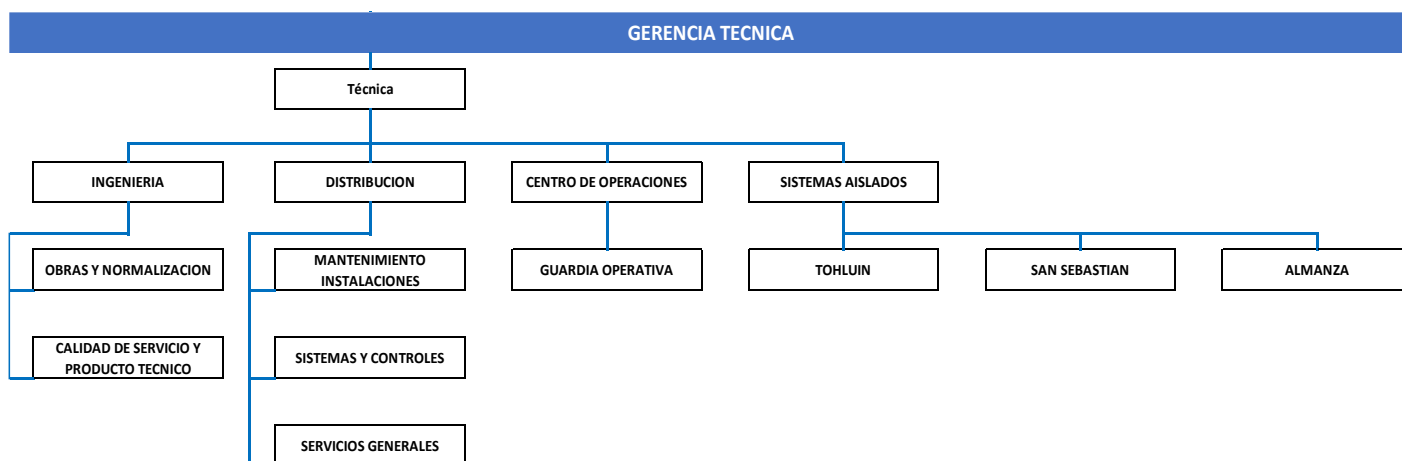 GERENCIA TECNICA
Técnica
INGENIERIA
DISTRIBUCION
CENTRO DE OPERACIONES
SISTEMAS AISLADOS
OBRAS Y NORMALIZACION
MANTENIMIENTO
INSTALACIONES
GUARDIA OPERATIVA
TOHLUIN
SAN SEBASTIAN
ALMANZA
CALIDAD DE SERVICIO Y
PRODUCTO TECNICO
SISTEMAS Y CONTROLES
SERVICIOS GENERALES